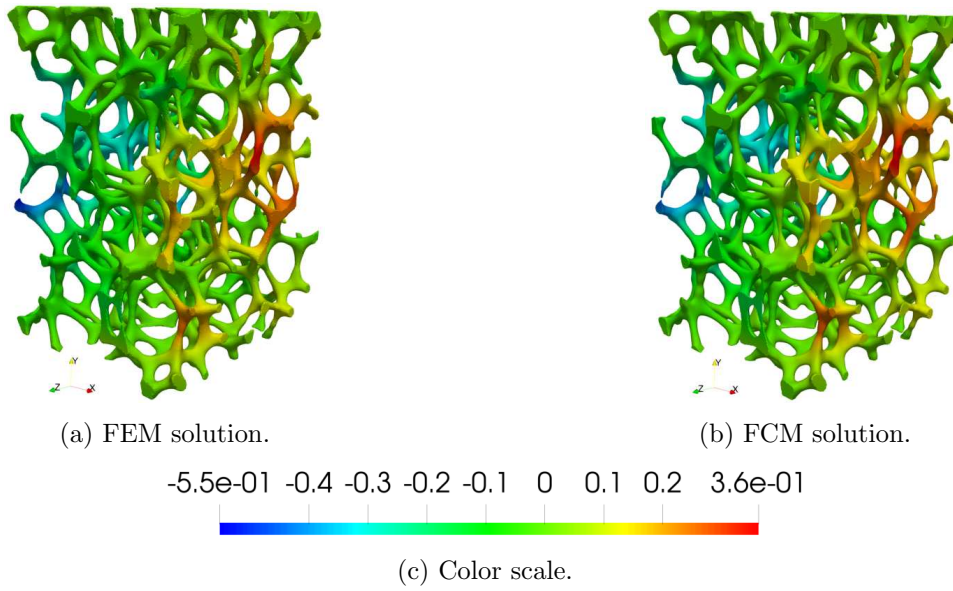 Y
Z X
Y
Z X
(a) FEM solution.
(b) FCM solution.
-5.5e-01 -0.4 -0.3 -0.2 -0.1 0 0.1 0.2 3.6e-01
(c) Color scale.